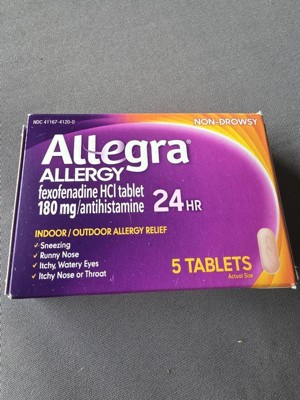 NDC 41167-4120-0
NON-DROWSY
Allegra®
ALLERGY
fexofenadine HCl tablet
180 mg/antihistamine
24 HR
INDOOR / OUTDOOR ALLERGY RELIEF
✓ Sneezing
✓ Runny Nose
✓ Itchy, Watery Eyes
✓ Itchy Nose or Throat
5 TABLETS
Actual Size